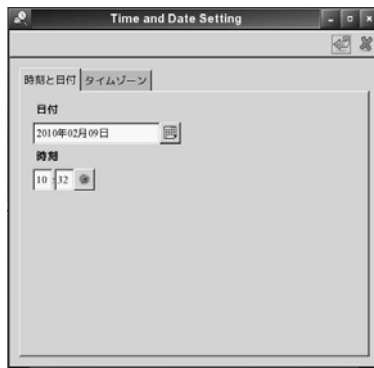 Time and Date Setting
時刻と日付 タイムゾーン
日付
2010年02月09日
時刻
10 : 32